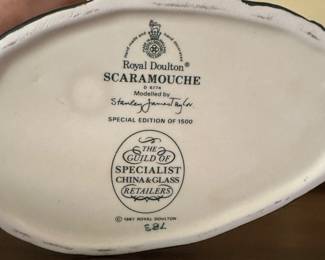 Royal Doulton®
SCARAMOUCHE
D 6774
Modelled by
Stanley James Taylor
SPECIAL EDITION OF 1500
THE
GUILD OF
SPECIALIST
CHINA & GLASS
RETAILERS
© 1987 ROYAL DOULTON